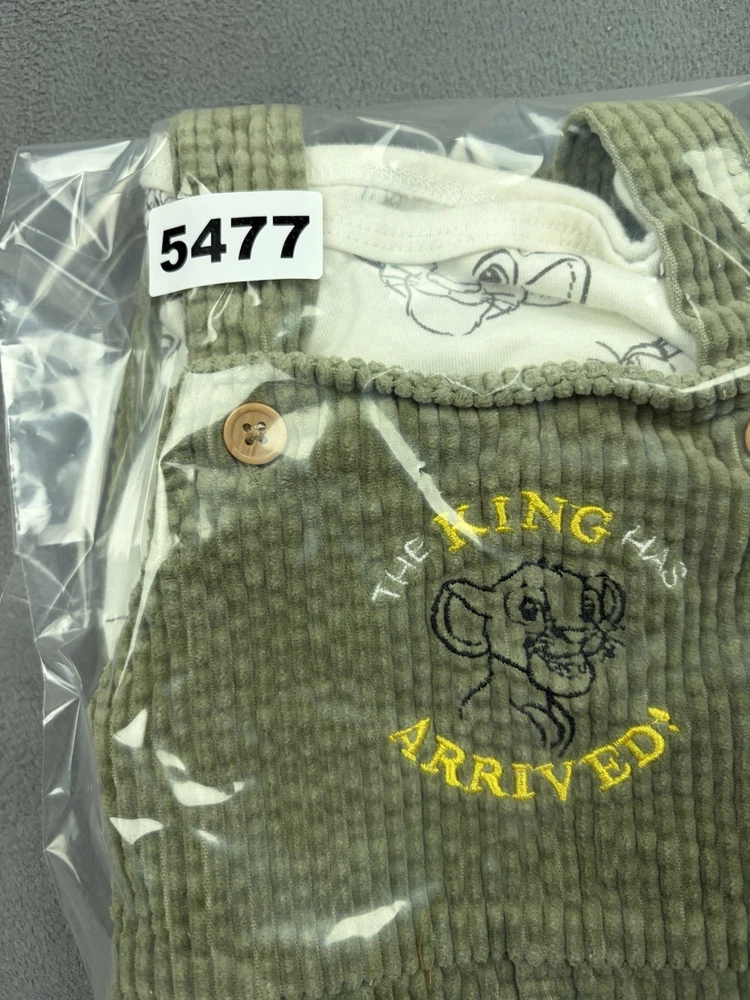 5477
THE KING HAS
ARRIVED!